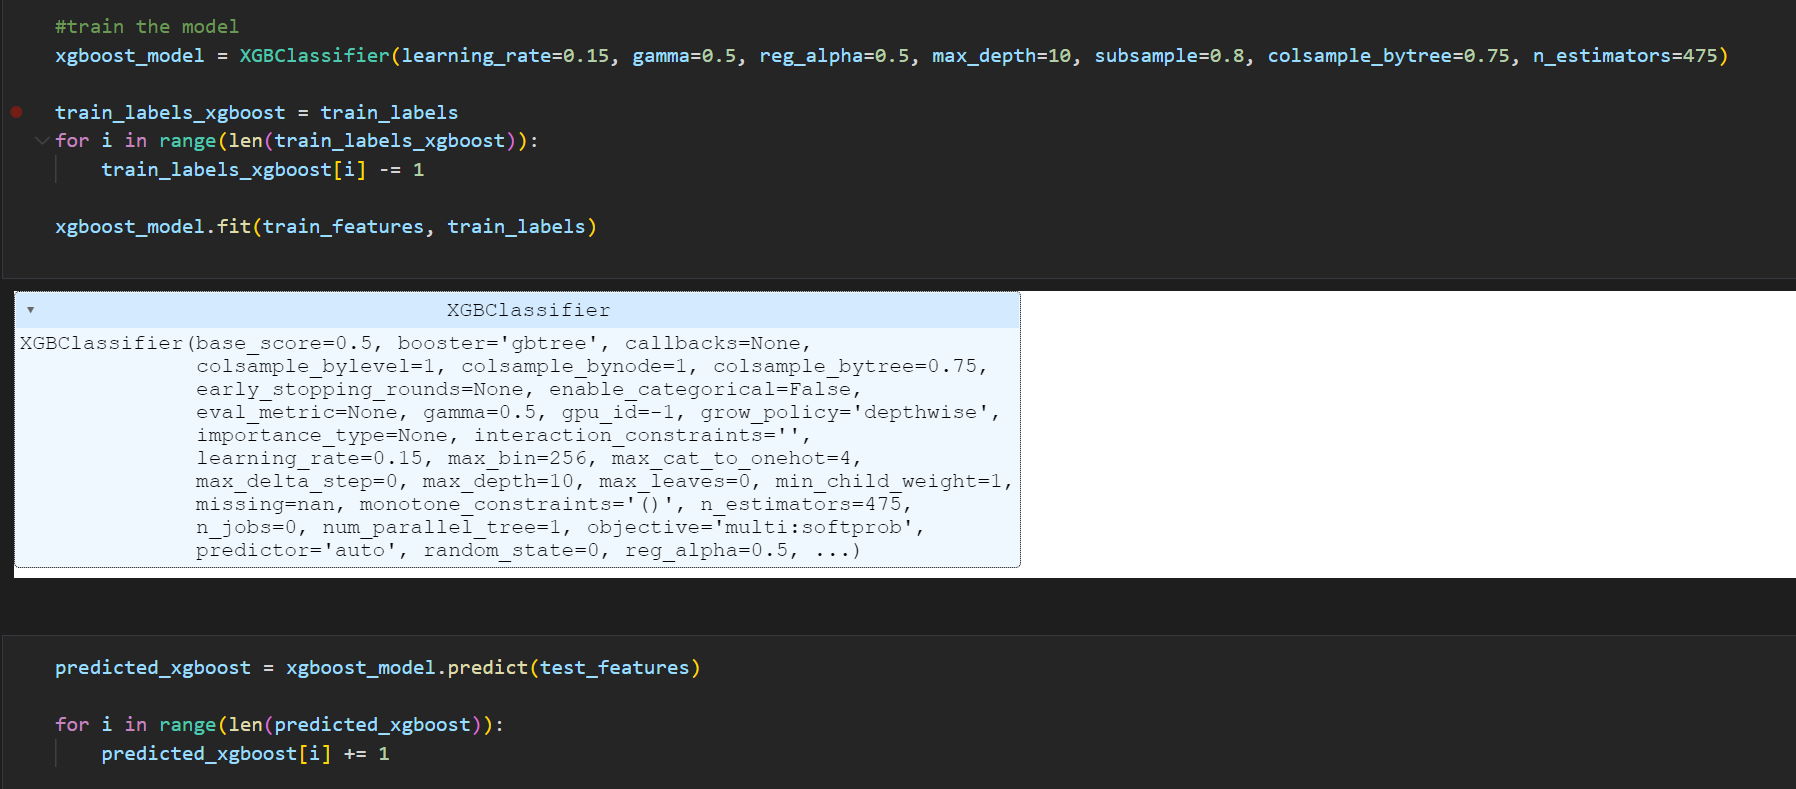 #train the model
xgboost_model = XGBClassifier(learning_rate=0.15, gamma=0.5, reg_alpha=0.5, max_depth=10, subsample=0.8, colsample_bytree=0.75, n_estimators=475)
train_labels_xgboost = train_labels
for i in range(len(train_labels_xgboost)):
    train_labels_xgboost[i] -= 1
xgboost_model.fit(train_features, train_labels)
XGBClassifier
XGBClassifier(base_score=0.5, booster='gbtree', callbacks=None,
              colsample_bylevel=1, colsample_bynode=1, colsample_bytree=0.75,
              early_stopping_rounds=None, enable_categorical=False,
              eval_metric=None, gamma=0.5, gpu_id=-1, grow_policy='depthwise',
              importance_type=None, interaction_constraints='',
              learning_rate=0.15, max_bin=256, max_cat_to_onehot=4,
              max_delta_step=0, max_depth=10, max_leaves=0, min_child_weight=1,
              missing=nan, monotone_constraints='()', n_estimators=475,
              n_jobs=0, num_parallel_tree=1, objective='multi:softprob',
              predictor='auto', random_state=0, reg_alpha=0.5, ...)
predicted_xgboost = xgboost_model.predict(test_features)
for i in range(len(predicted_xgboost)):
    predicted_xgboost[i] += 1